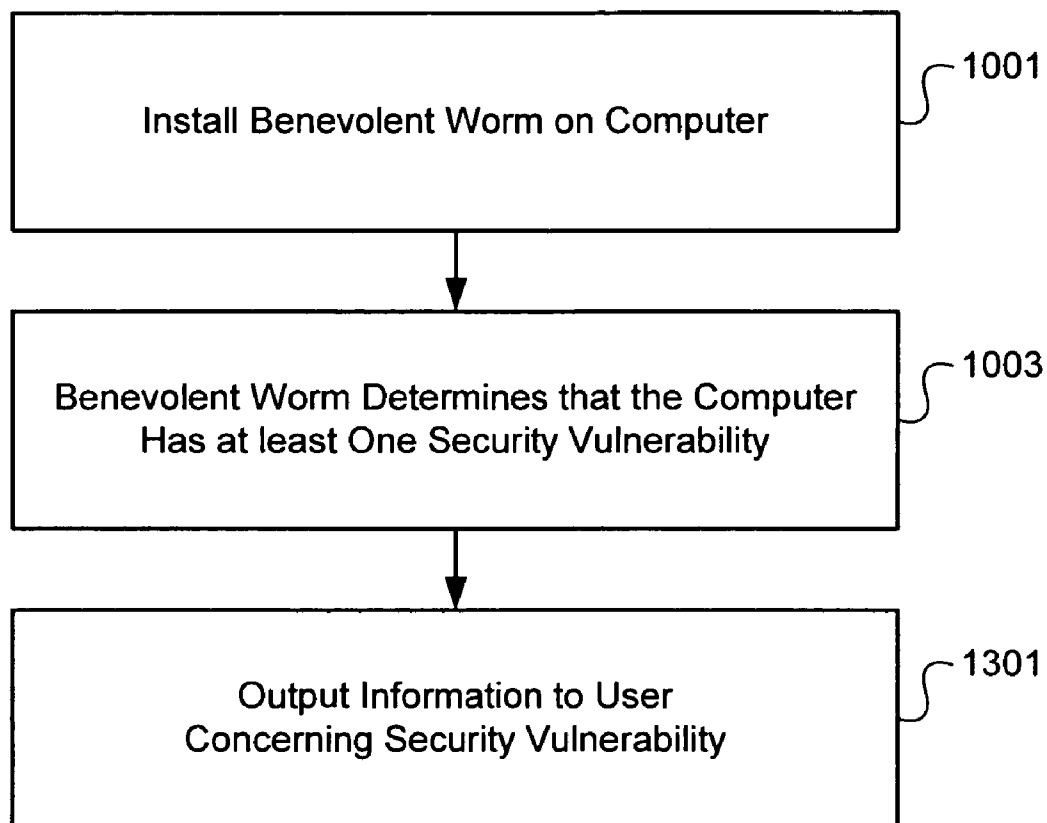 Install Benevolent Worm on Computer
1001
Benevolent Worm Determines that the Computer
Has at least One Security Vulnerability
1003
Output Information to User
Concerning Security Vulnerability
1301